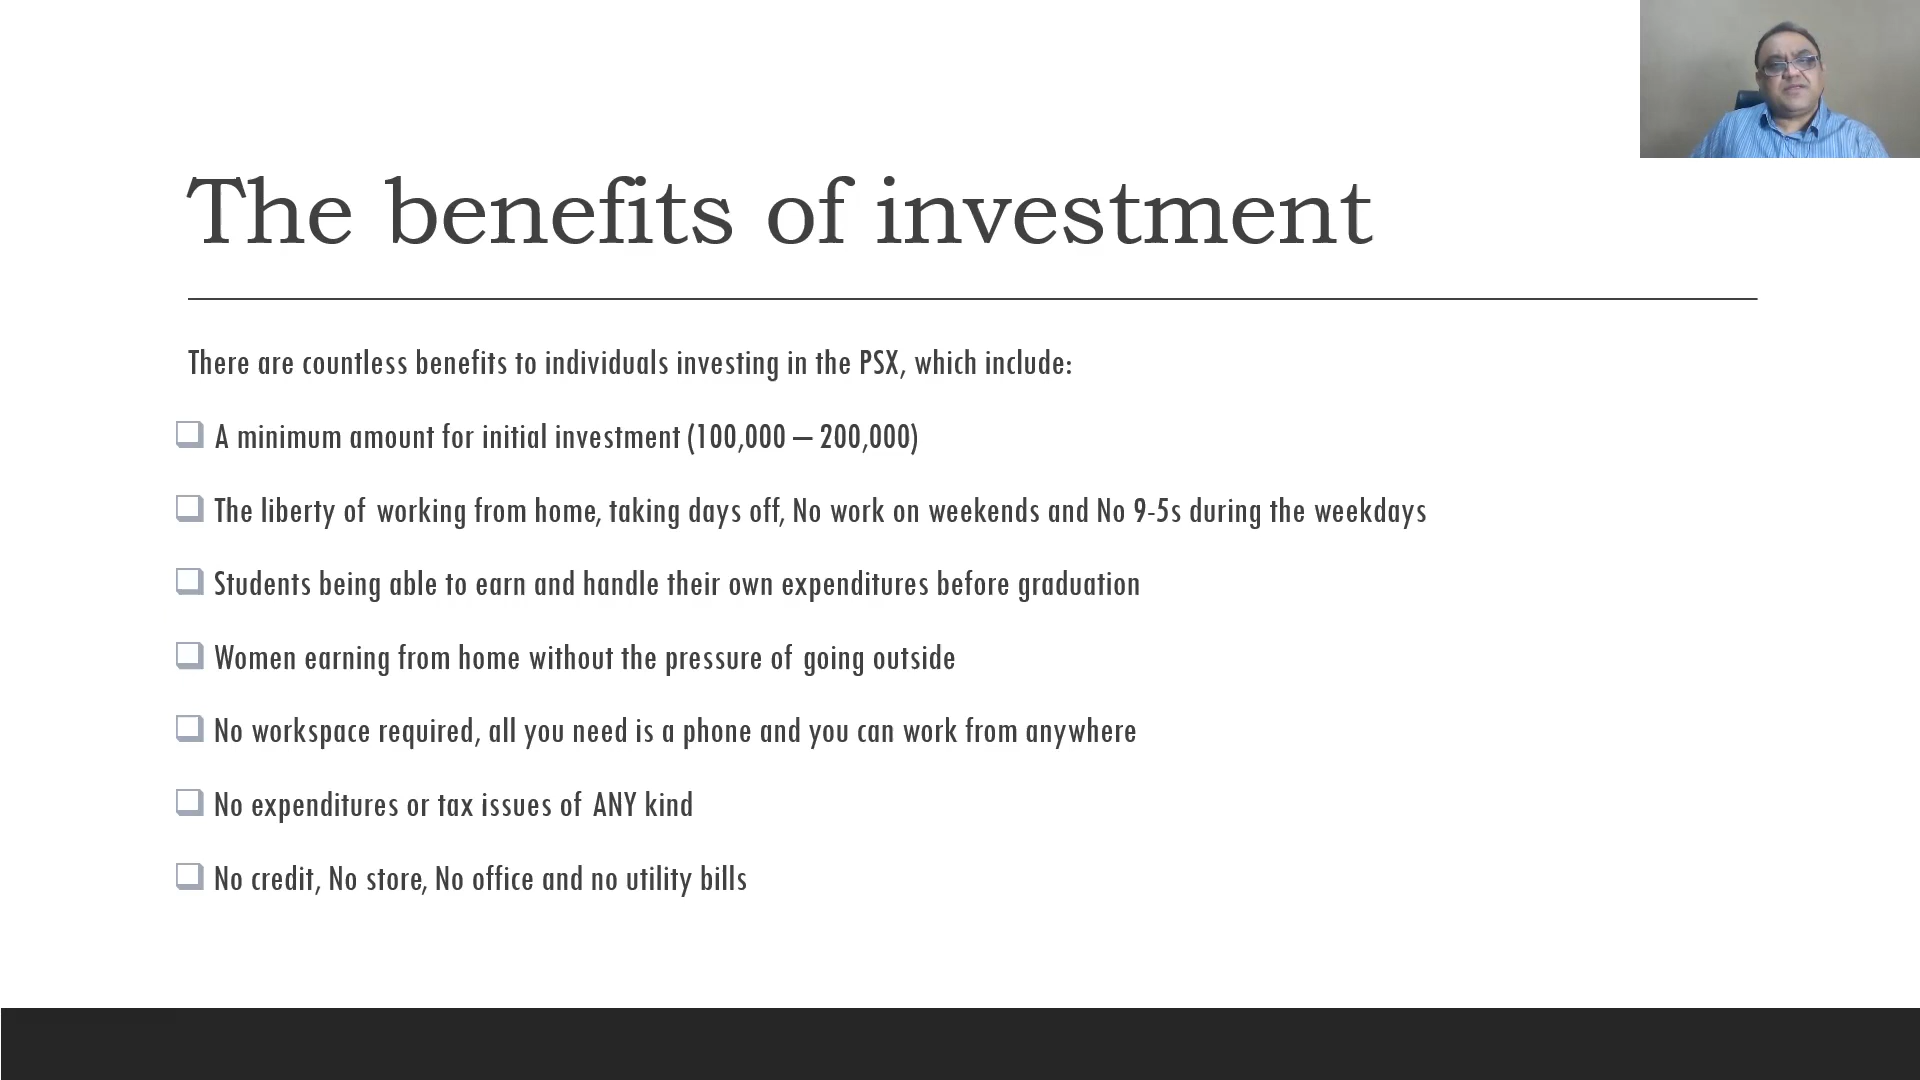 The benefits of investment
There are countless benefits to individuals investing in the PSX, which include:
A minimum amount for initial investment (100,000 – 200,000)
The liberty of working from home, taking days off, No work on weekends and No 9-5s during the weekdays
Students being able to earn and handle their own expenditures before graduation
Women earning from home without the pressure of going outside
No workspace required, all you need is a phone and you can work from anywhere
No expenditures or tax issues of ANY kind
No credit, No store, No office and no utility bills